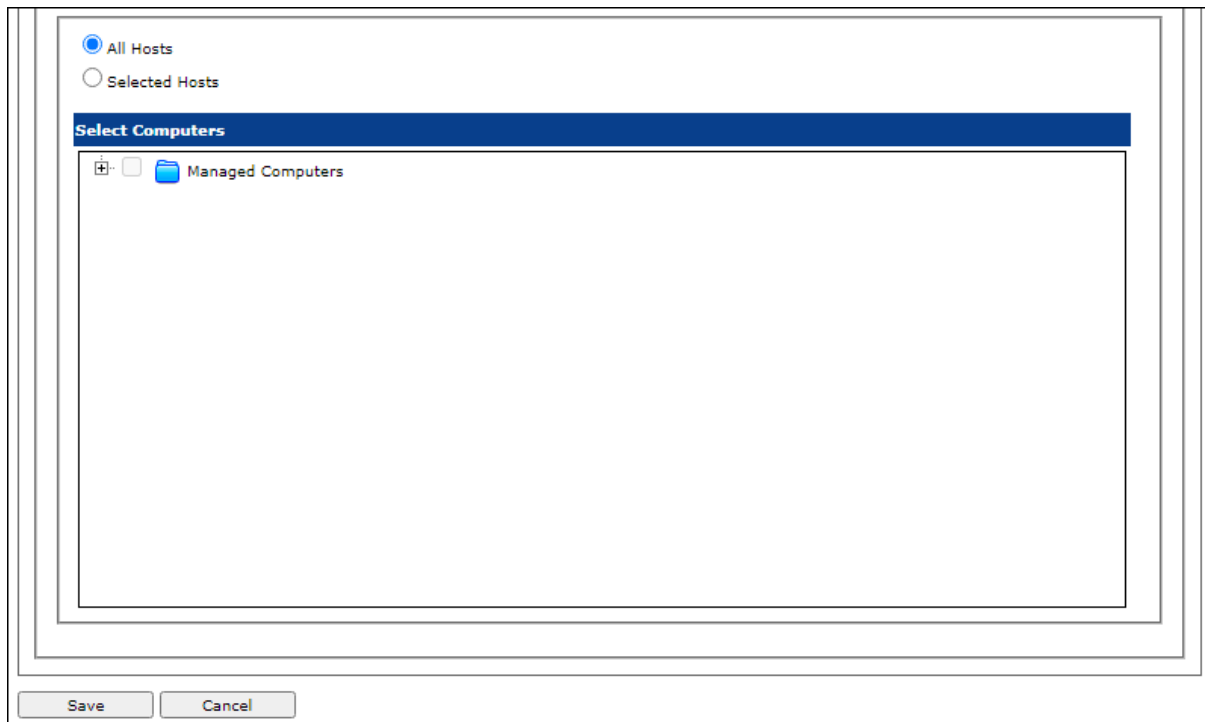 All Hosts
Selected Hosts
Select Computers
Managed Computers
Save Cancel